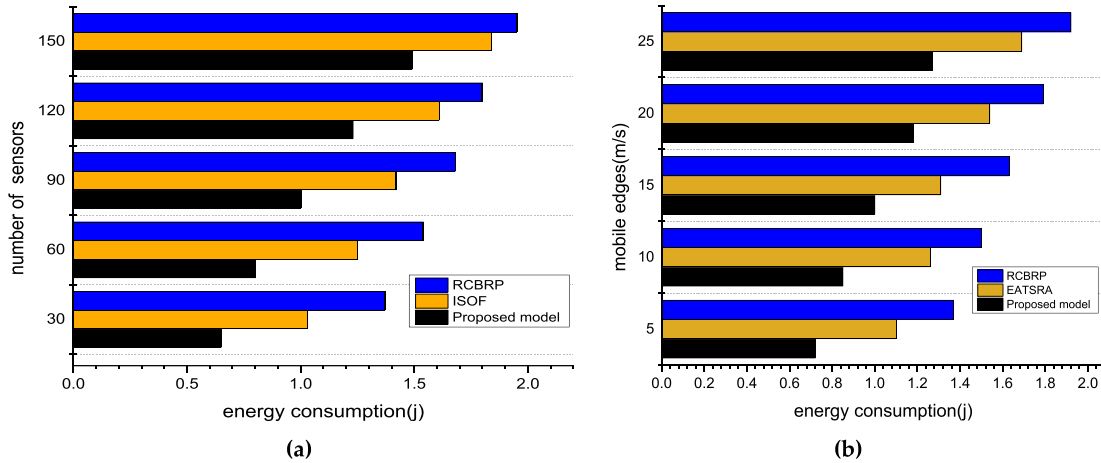 number of sensors
150
120
90
60
30
RCBRP
ISOF
Proposed model
0.0 0.5 1.0 1.5 2.0
energy consumption(j)
(a)
mobile edges(m/s)
25
20
15
10
5
RCBRP
EATSRA
Proposed model
0.0 0.2 0.4 0.6 0.8 1.0 1.2 1.4 1.6 1.8 2.0
energy consumption(j)
(b)